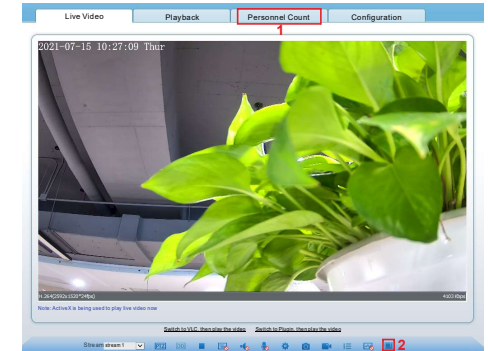 Live Video Playback Personnel Count Configuration
1
2021-07-15 10:27:09 Thur
H.264(2592x1520*24fps) 4103 Kbps
Note: ActiveX is being used to play live video now
Switch to VLC, then play the video Switch to Plugin, then play the video
Stream stream 1 2